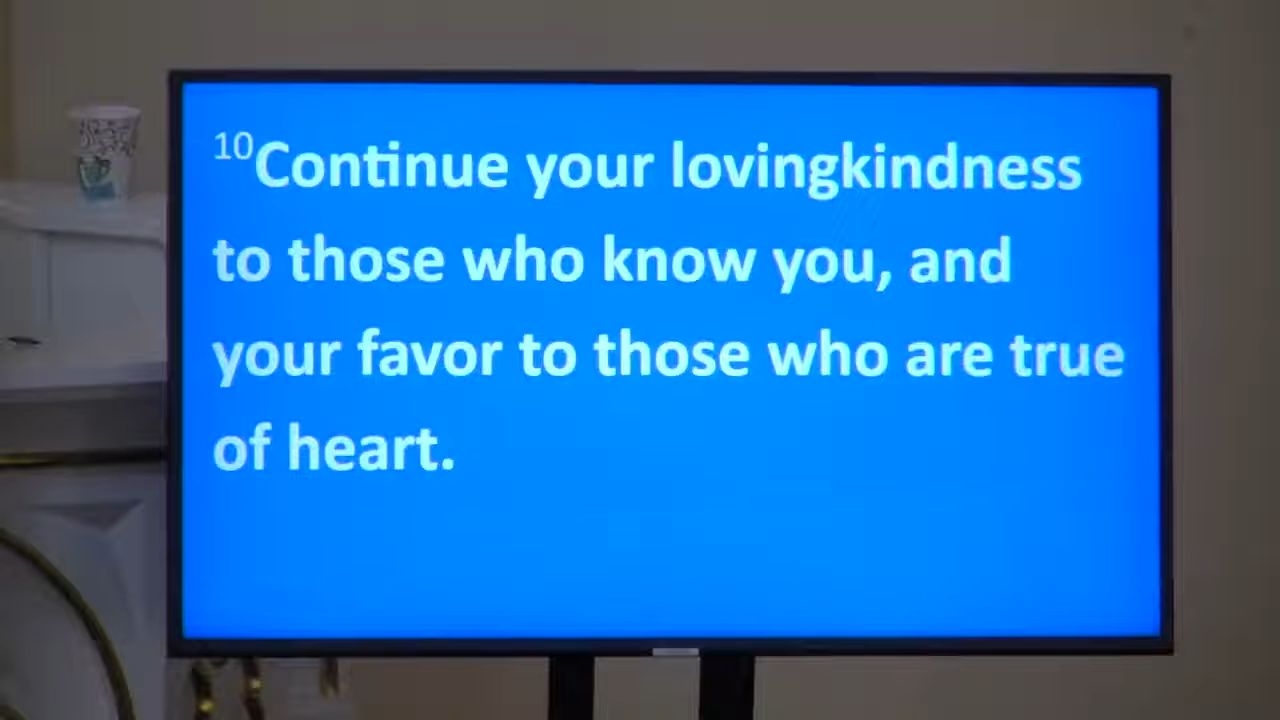 10Continue your lovingkindness
to those who know you, and
your favor to those who are true
of heart.